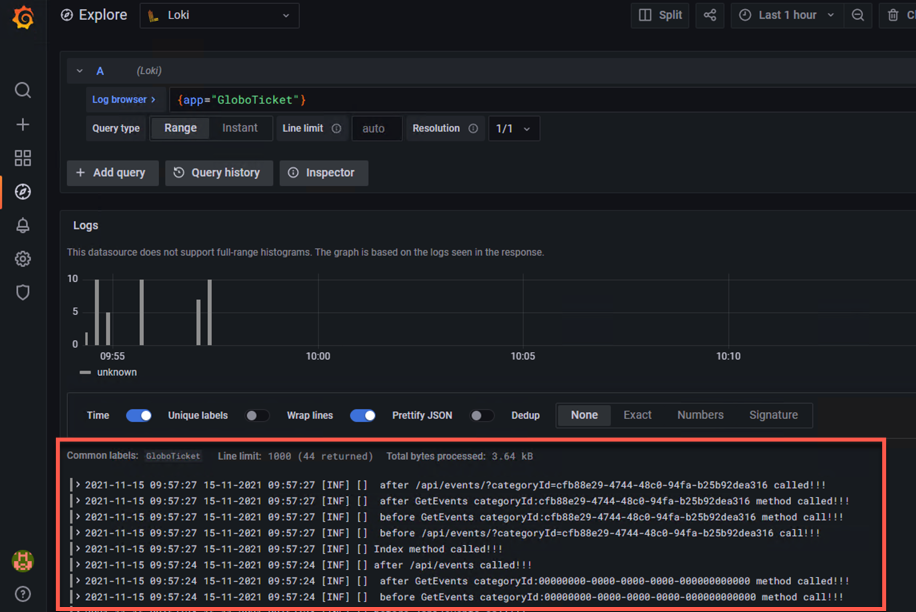 Explore
Loki
Split
Last 1 hour
A (Loki)
Log browser
{app="GloboTicket"}
Query type Range Instant Line limit auto Resolution 1/1
+ Add query Query history Inspector
Logs
This datasource does not support full-range histograms. The graph is based on the logs seen in the response.
10
5
0
09:55 10:00 10:05 10:10
unknown
Time Unique labels Wrap lines Prettify JSON Dedup None Exact Numbers Signature
Common labels: GloboTicket Line limit: 1000 (44 returned) Total bytes processed: 3.64 kB
> 2021-11-15 09:57:27 15-11-2021 09:57:27 [INF] [] after /api/events/?categoryId=cfb88e29-4744-48c0-94fa-b25b92dea316 called!!!
> 2021-11-15 09:57:27 15-11-2021 09:57:27 [INF] [] after GetEvents categoryId:cfb88e29-4744-48c0-94fa-b25b92dea316 method called!!!
> 2021-11-15 09:57:27 15-11-2021 09:57:27 [INF] [] before GetEvents categoryId:cfb88e29-4744-48c0-94fa-b25b92dea316 method call!!!
> 2021-11-15 09:57:27 15-11-2021 09:57:27 [INF] [] before /api/events/?categoryId=cfb88e29-4744-48c0-94fa-b25b92dea316 call!!!
> 2021-11-15 09:57:27 15-11-2021 09:57:27 [INF] [] Index method called!!!
> 2021-11-15 09:57:24 15-11-2021 09:57:24 [INF] [] after /api/events called!!!
> 2021-11-15 09:57:24 15-11-2021 09:57:24 [INF] [] after GetEvents categoryId:00000000-0000-0000-0000-000000000000 method called!!!
> 2021-11-15 09:57:24 15-11-2021 09:57:24 [INF] [] before GetEvents categoryId:00000000-0000-0000-0000-000000000000 method call!!!